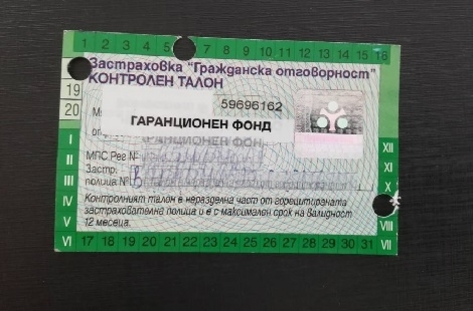 1 2 3 4 5 7 8 9 10 11 12 13 14 15 16
Застраховка "Гражданска отговорност"
КОНТРОЛЕН ТАЛОН
19
20
59696162
ГАРАНЦИОНЕН ФОНД
I
II
III
IV
V
VI
МПС Рег №
Застр.
полица №
XII
XI
X
VIII
VII
Контролният талон е неразделна част от горецитираната
застрахователна полица и е с максимален срок на валидност
12 месеца.
17 18 19 20 21 22 23 24 25 26 27 28 29 30 31